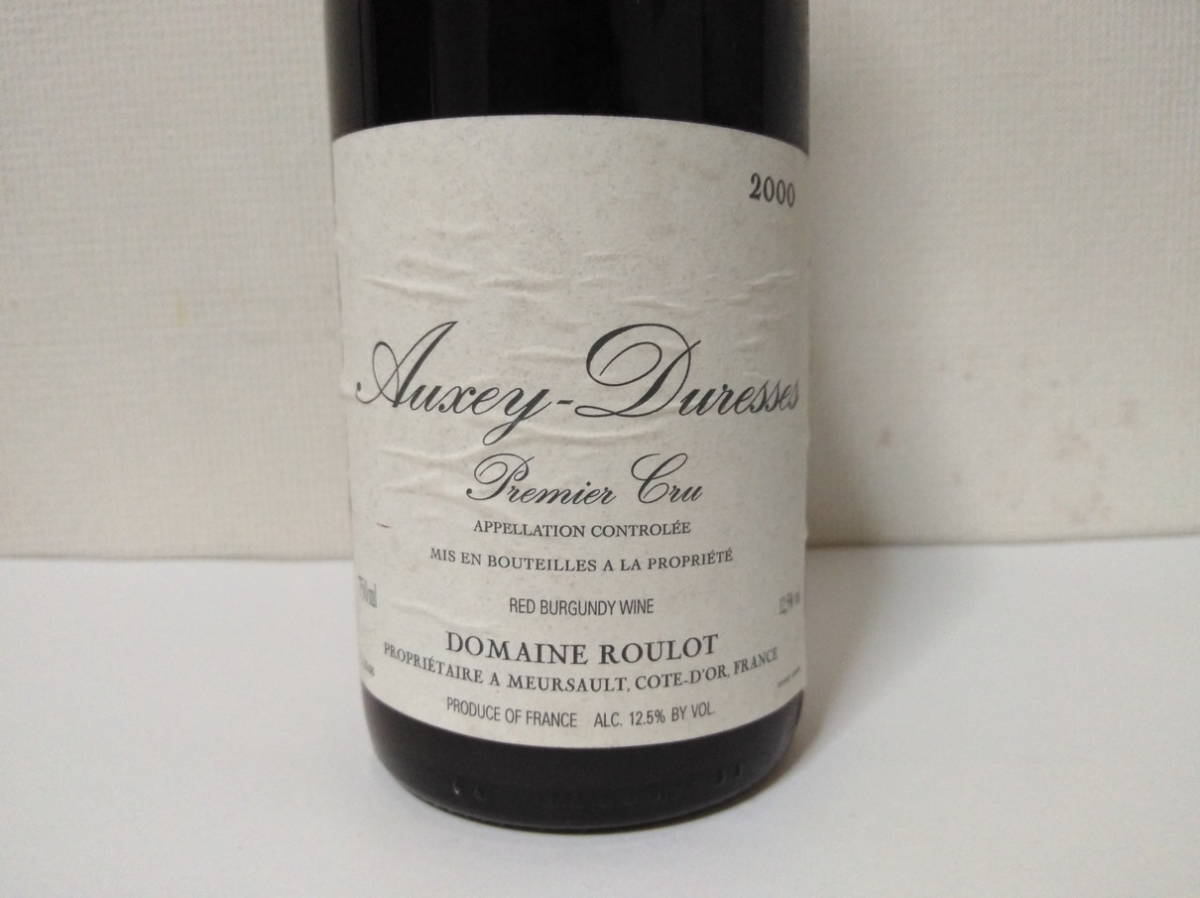 2000
Auxey-Duresses
Premier Cru
APPELLATION CONTROLÉE
MIS EN BOUTEILLES A LA PROPRIÉTÉ
RED BURGUNDY WINE
DOMAINE ROULOT
PROPRIÉTAIRE A MEURSAULT, COTE-D'OR, FRANCE
PRODUCE OF FRANCE ALC. 12.5% BY VOL.